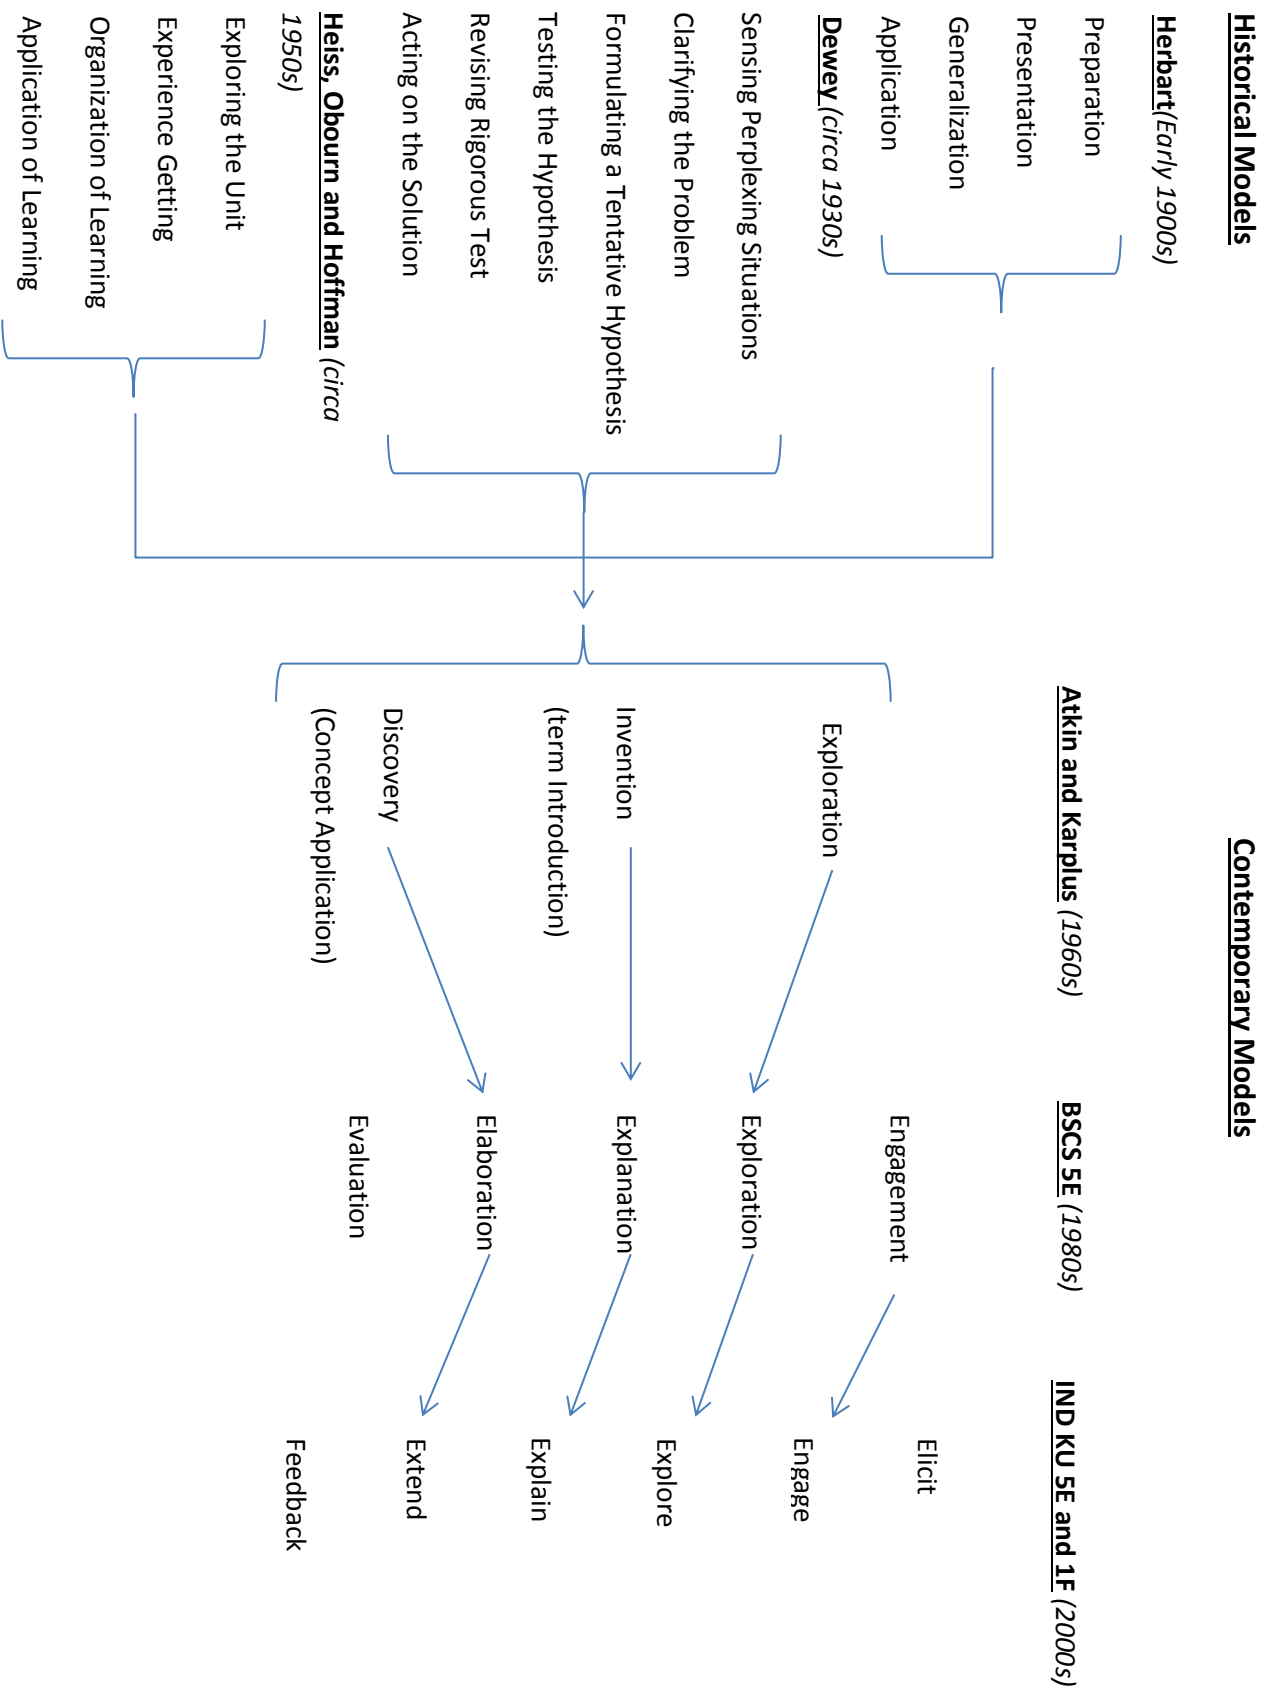 Historical Models
Herbart(Early 1900s)
Preparation
Presentation
Generalization
Application
Dewey (circa 1930s)
Sensing Perplexing Situations
Clarifying the Problem
Formulating a Tentative Hypothesis
Testing the Hypothesis
Revising Rigorous Test
Acting on the Solution
Heiss, Obourn and Hoffman (circa
1950s)
Exploring the Unit
Experience Getting
Organization of Learning
Application of Learning
Contemporary Models
Atkin and Karplus (1960s)
Exploration
Invention
(term Introduction)
Discovery
(Concept Application)
BSCS 5E (1980s)
Engagement
Exploration
Explanation
Elaboration
Evaluation
IND KU 5E and 1F (2000s)
Elicit
Engage
Explore
Explain
Extend
Feedback